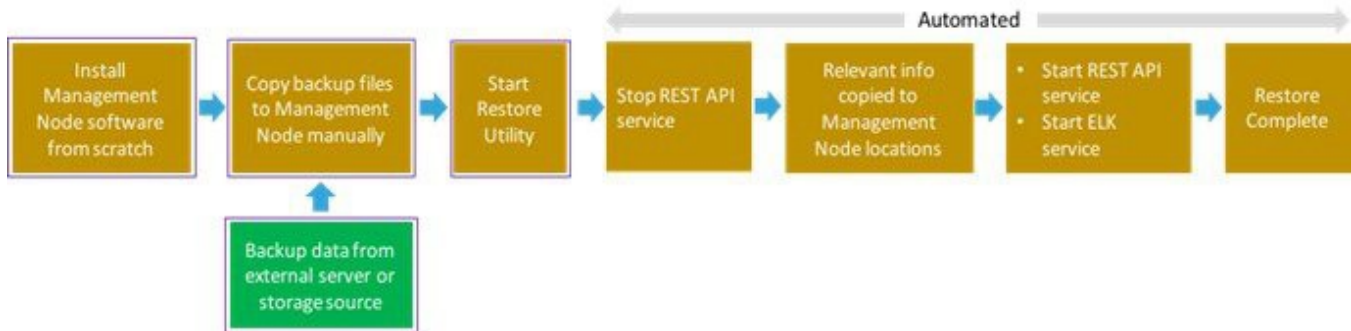 Automated
Install
Management
Node software
from scratch
Copy backup files
to Management
Node manually
Start
Restore
Utility
Stop REST API
service
Relevant info
copied to
Management
Node locations
• Start REST API
service
• Start ELK
service
Restore
Complete
Backup data from
external server or
storage source